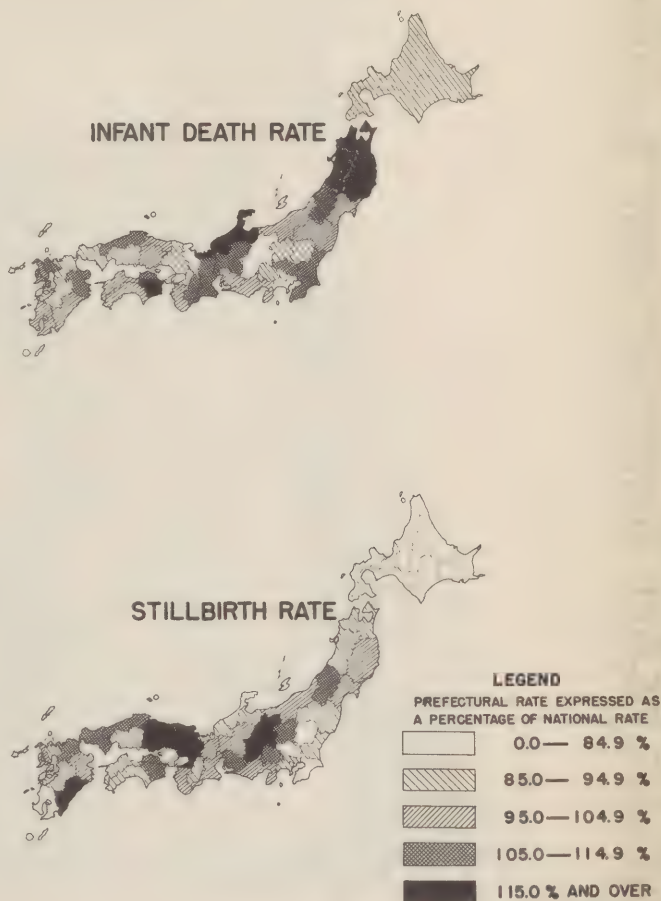 INFANT DEATH RATE
STILLBIRTH RATE
LEGEND
PREFECTURAL RATE EXPRESSED AS
A PERCENTAGE OF NATIONAL RATE
0.0— 84.9 %
85.0— 94.9 %
95.0—104.9 %
105.0—114.9 %
115.0 % AND OVER